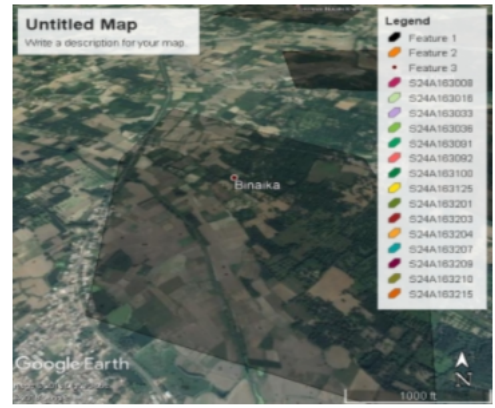 Untitled Map
Write a description for your map.
Legend
Feature 1
Feature 2
Feature 3
S24A163009
S24A163016
S24A163033
S24A163036
S24A163091
S24A163092
S24A163100
S24A163125
S24A163201
S24A163203
S24A163204
S24A163207
S24A163209
S24A163210
S24A163215
Binaika
Google Earth
N
1000 ft